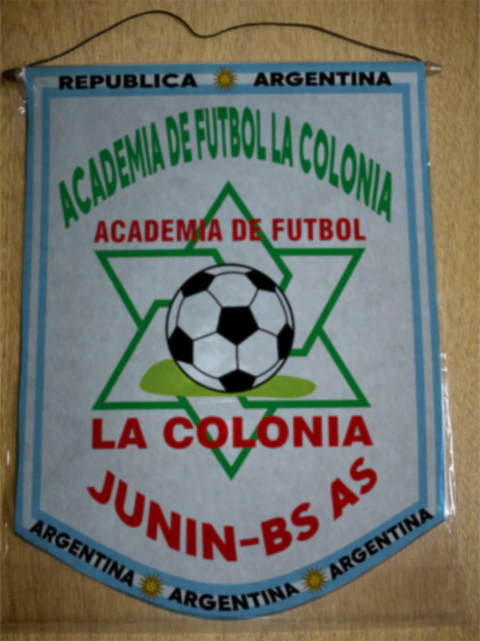 REPUBLICA ARGENTINA
ACADEMIA DE FUTBOL LA COLONIA
ACADEMIA DE FUTBOL
LA COLONIA
JUNIN-BS AS
ARGENTINA ARGENTINA ARGENTINA